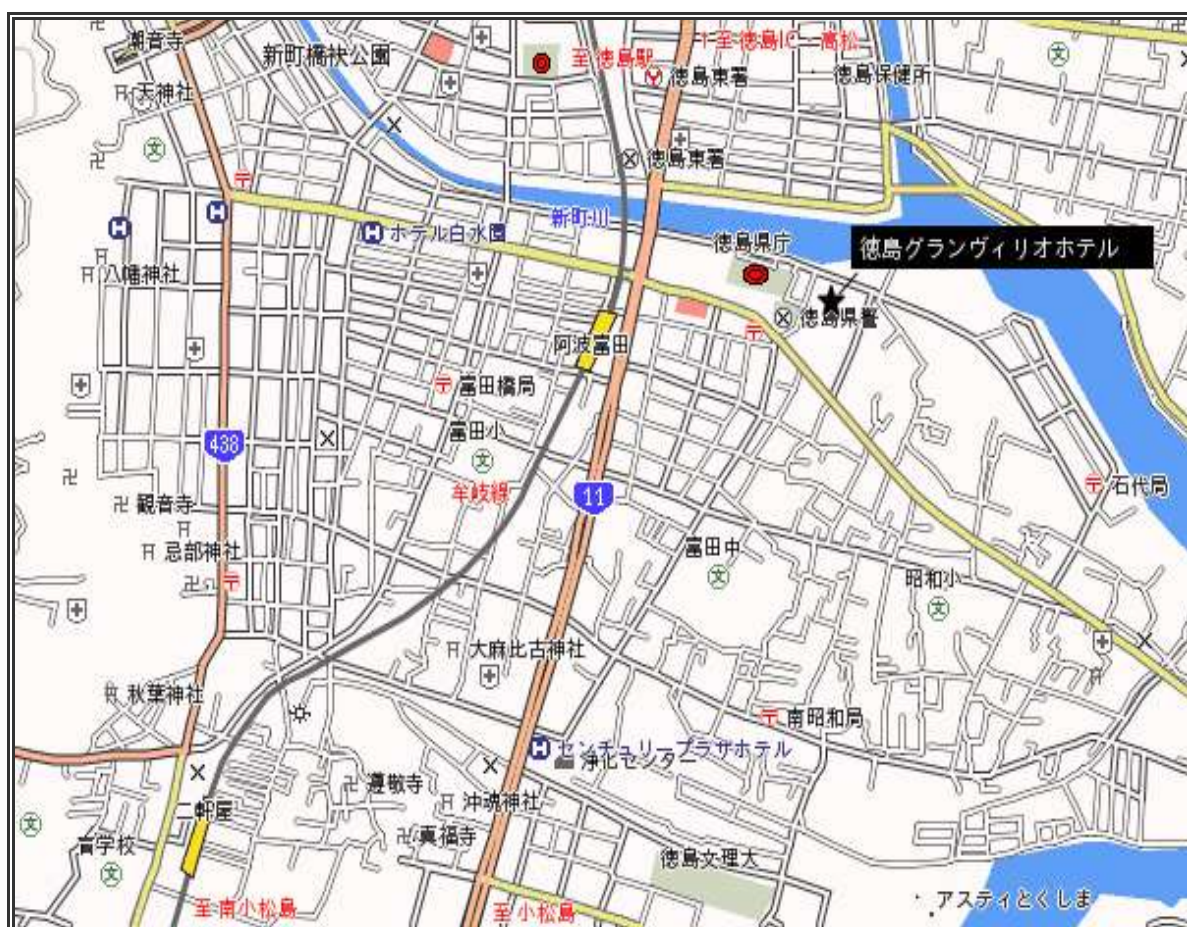 潮音寺
新町橋袂公園
至 徳島駅
↑至 徳島IC・高松
徳島東署
徳島保健所
天神社
徳島東署
新町川
ホテル白水園
徳島県庁
徳島グランヴィリオホテル
八幡神社
徳島県警
阿波富田
富田橋局
富田小
438
牟岐線
11
石代局
観音寺
忌部神社
富田中
昭和小
大麻比古神社
秋葉神社
南昭和局
センチュリープラザホテル
浄化センター
遵敬寺
沖魂神社
二軒屋
真福寺
盲学校
徳島文理大
アスティとくしま
至 南小松島
至 小松島